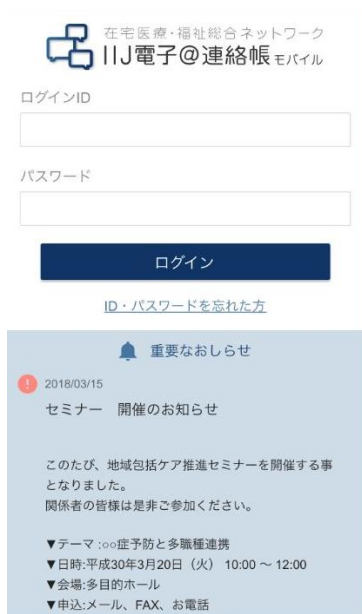 在宅医療・福祉総合ネットワーク
IIJ電子@連絡帳 モバイル
ログインID
パスワード
ログイン
ID・パスワードを忘れた方
重要なおしらせ
2018/03/15
セミナー　開催のお知らせ
このたび、地域包括ケア推進セミナーを開催する事
となりました。
関係者の皆様は是非ご参加ください。
▼テーマ:○○症予防と多職種連携
▼日時:平成30年3月20日（火） 10:00 ～ 12:00
▼会場:多目的ホール
▼申込:メール、FAX、お電話